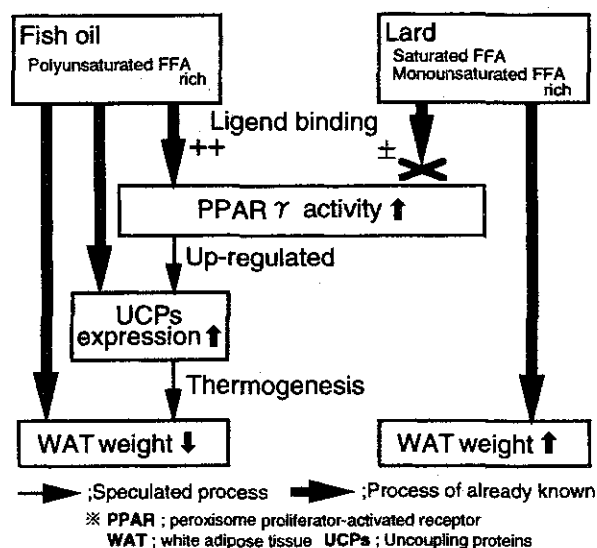 Fish oil
Polyunsaturated FFA
rich
Lard
Saturated FFA
Monounsaturated FFA
rich
Ligend binding
++
±
PPAR γ activity ⬆
Up-regulated
UCPs
expression ⬆
Thermogenesis
WAT weight ⬇
WAT weight ⬆
;Speculated process
;Process of already known
※ PPAR ; peroxisome proliferator-activated receptor
WAT ; white adipose tissue UCPs ; Uncoupling proteins